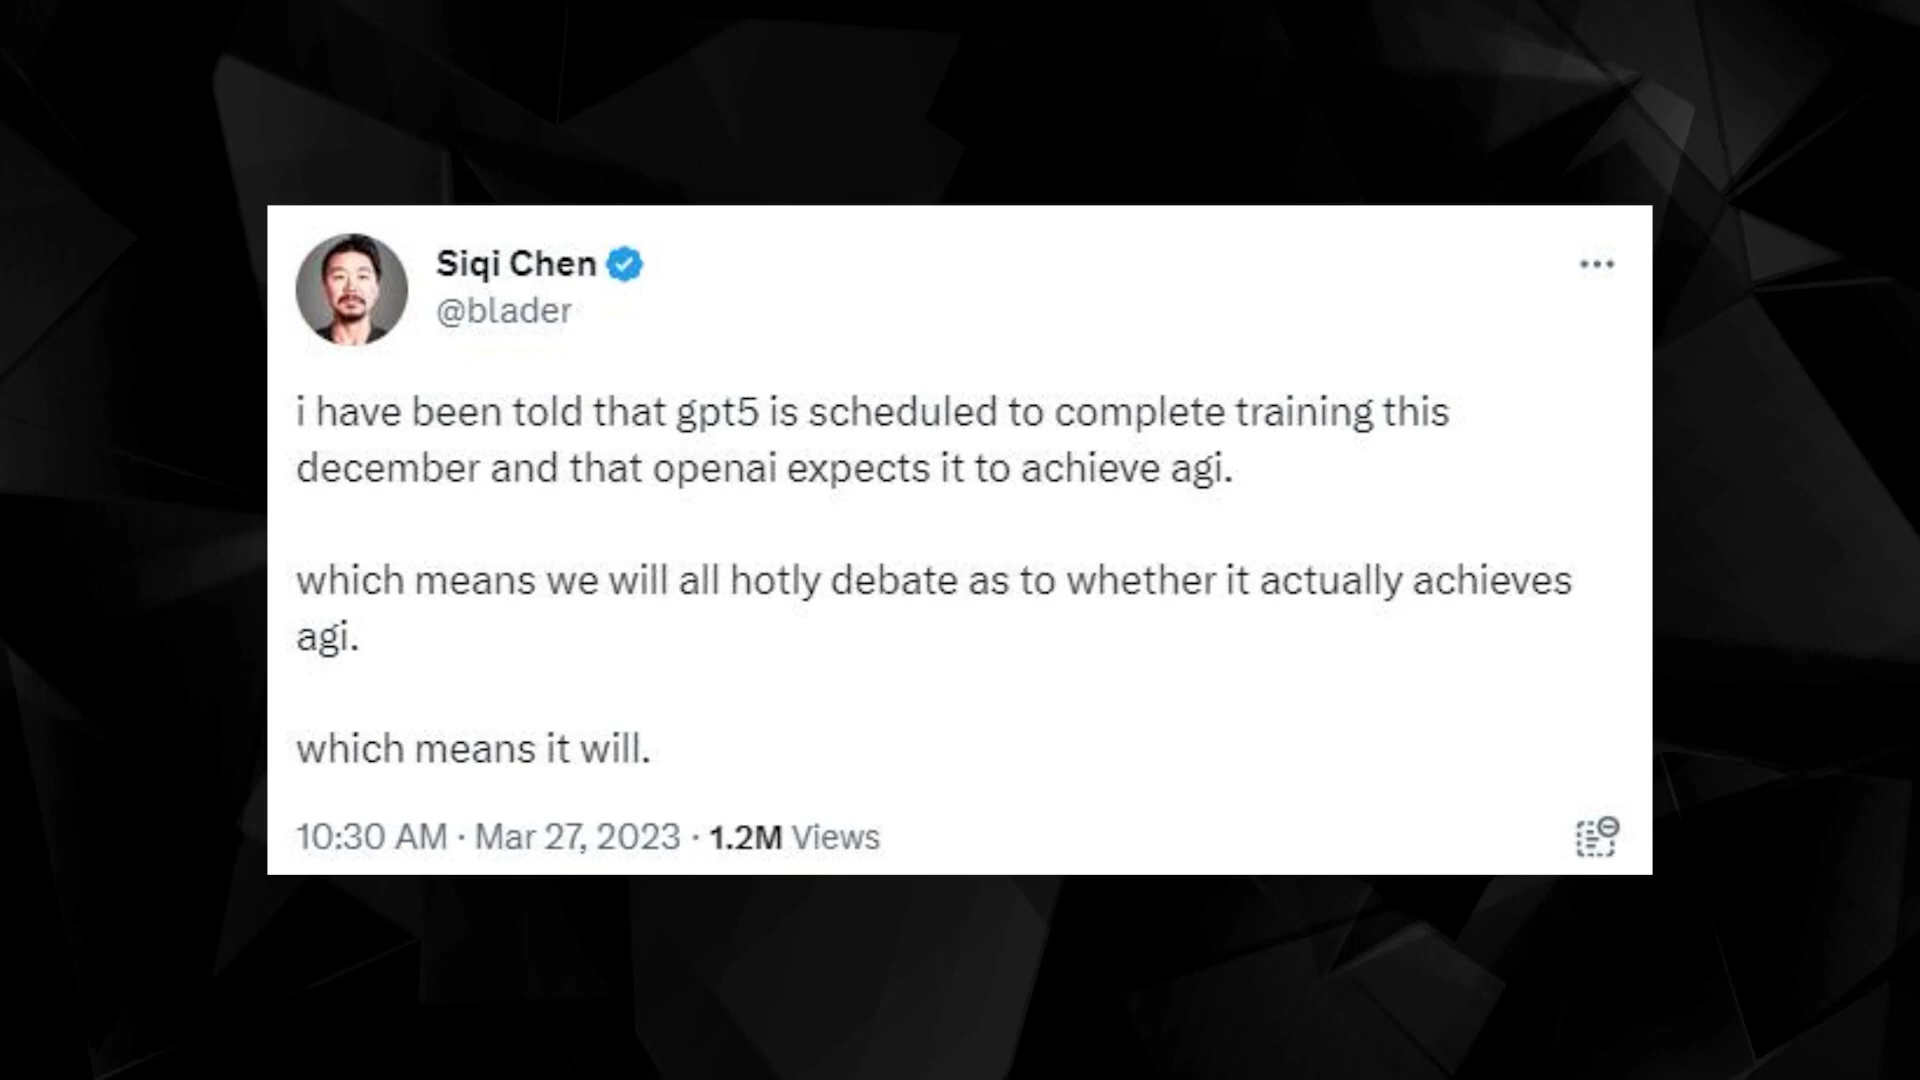 Siqi Chen
@blader
i have been told that gpt5 is scheduled to complete training this
december and that openai expects it to achieve agi.
which means we will all hotly debate as to whether it actually achieves
agi.
which means it will.
10:30 AM · Mar 27, 2023 · 1.2M Views